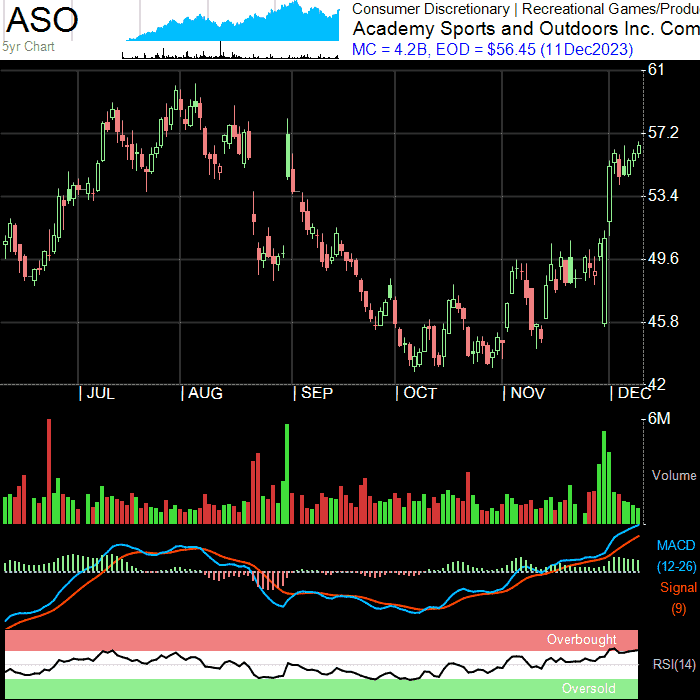 ASO
5yr Chart
Consumer Discretionary | Recreational Games/Produ
Academy Sports and Outdoors Inc. Com
MC = 4.2B, EOD = $56.45 (11Dec2023)
61
57.2
53.4
49.6
45.8
42
| JUL | AUG | SEP | OCT | NOV | DEC
6M
Volume
MACD
(12-26)
Signal
(9)
Overbought
RSI(14)
Oversold